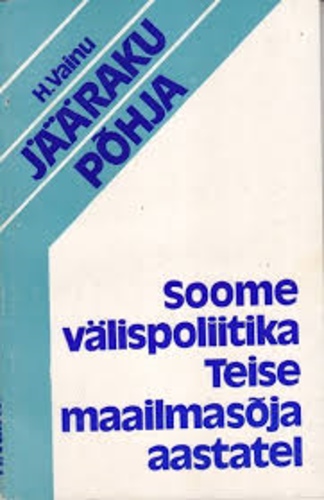 H. Vainu
JÄÄRAKU
PÕHJA
Soome
välispoliitika
Teise
maailmasõja
aastatel